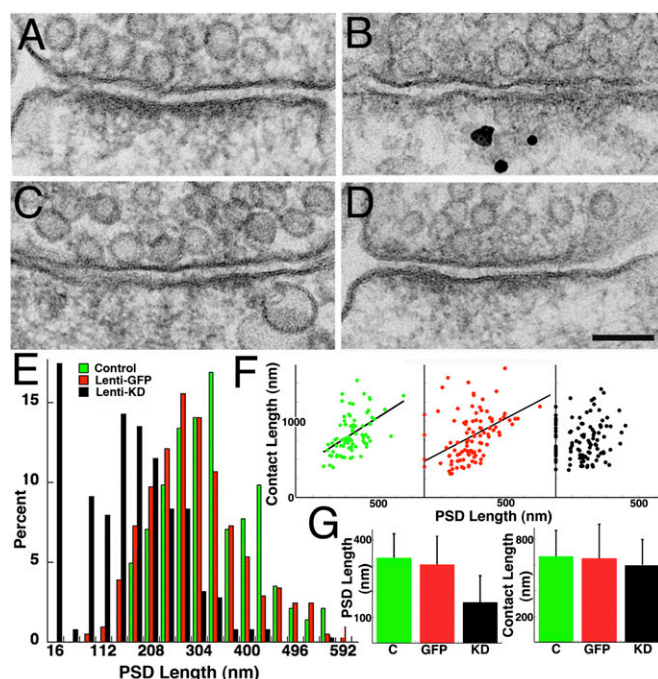 A
B
C
D
E
Control
Lenti-GFP
Lenti-KD
15
10
5
0
Percent
16 112 208 304 400 496 592
PSD Length (nm)
F
Contact Length (nm)
1000
0
500 500 500
PSD Length (nm)
G
PSD Length (nm)
400
100
C GFP KD
Contact Length (nm)
800
200
C GFP KD